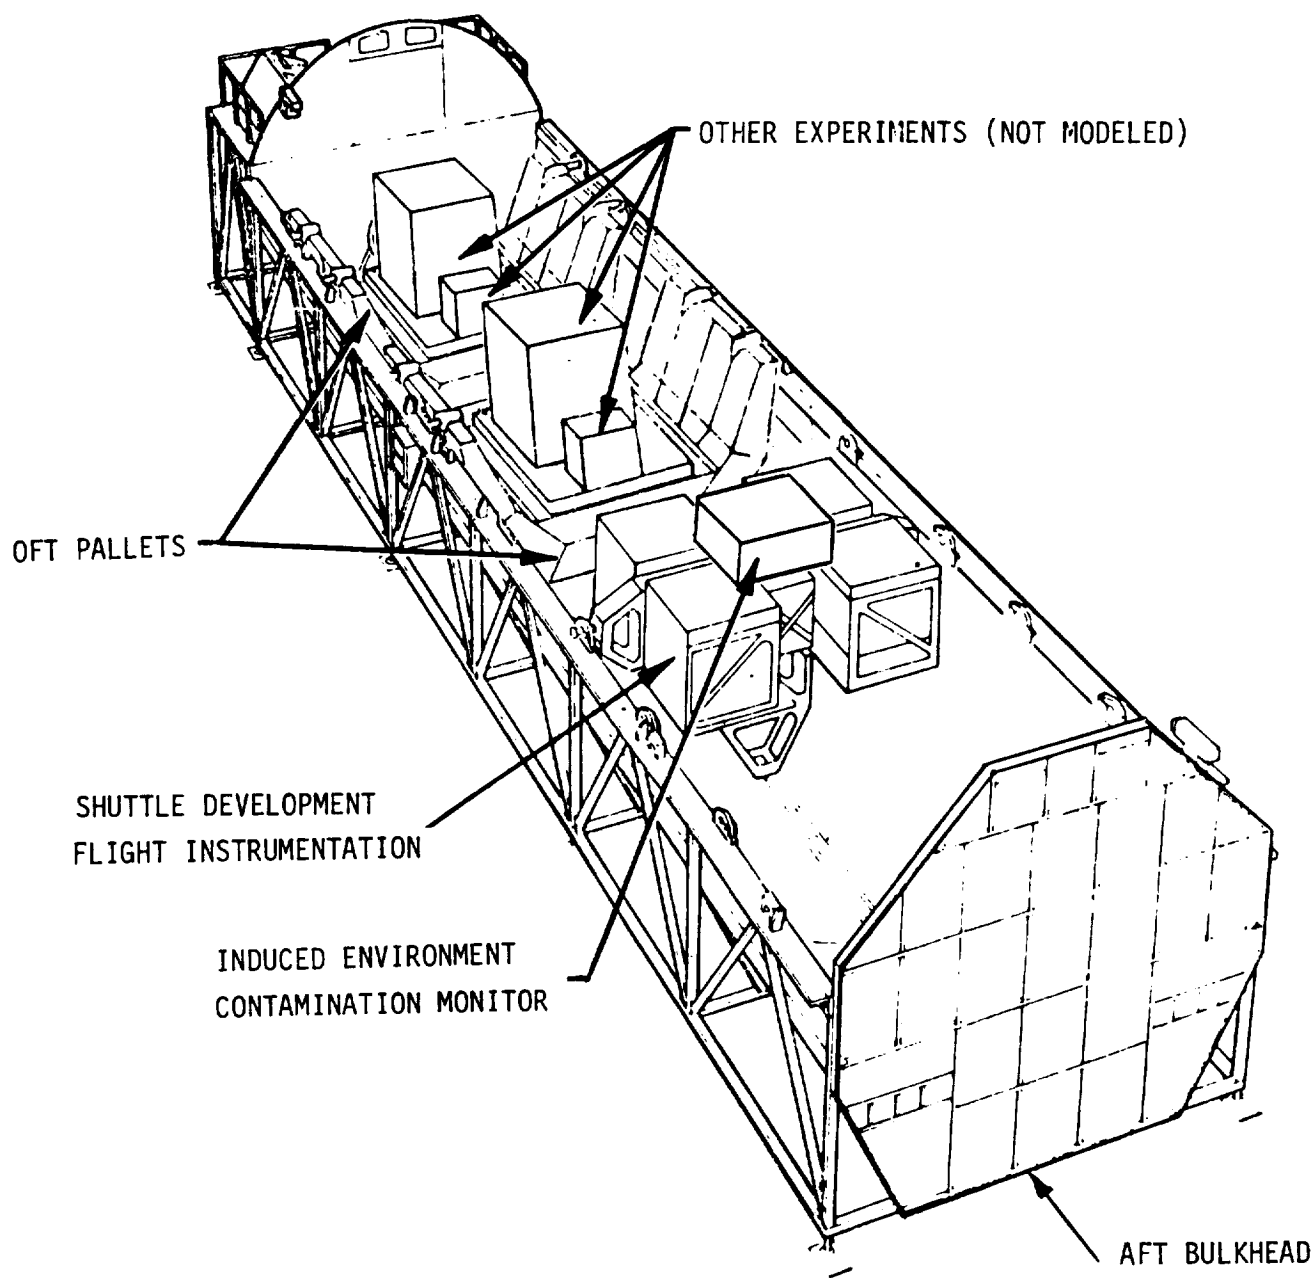 OTHER EXPERIMENTS (NOT MODELED)
OFT PALLETS
SHUTTLE DEVELOPMENT
FLIGHT INSTRUMENTATION
INDUCED ENVIRONMENT
CONTAMINATION MONITOR
AFT BULKHEAD